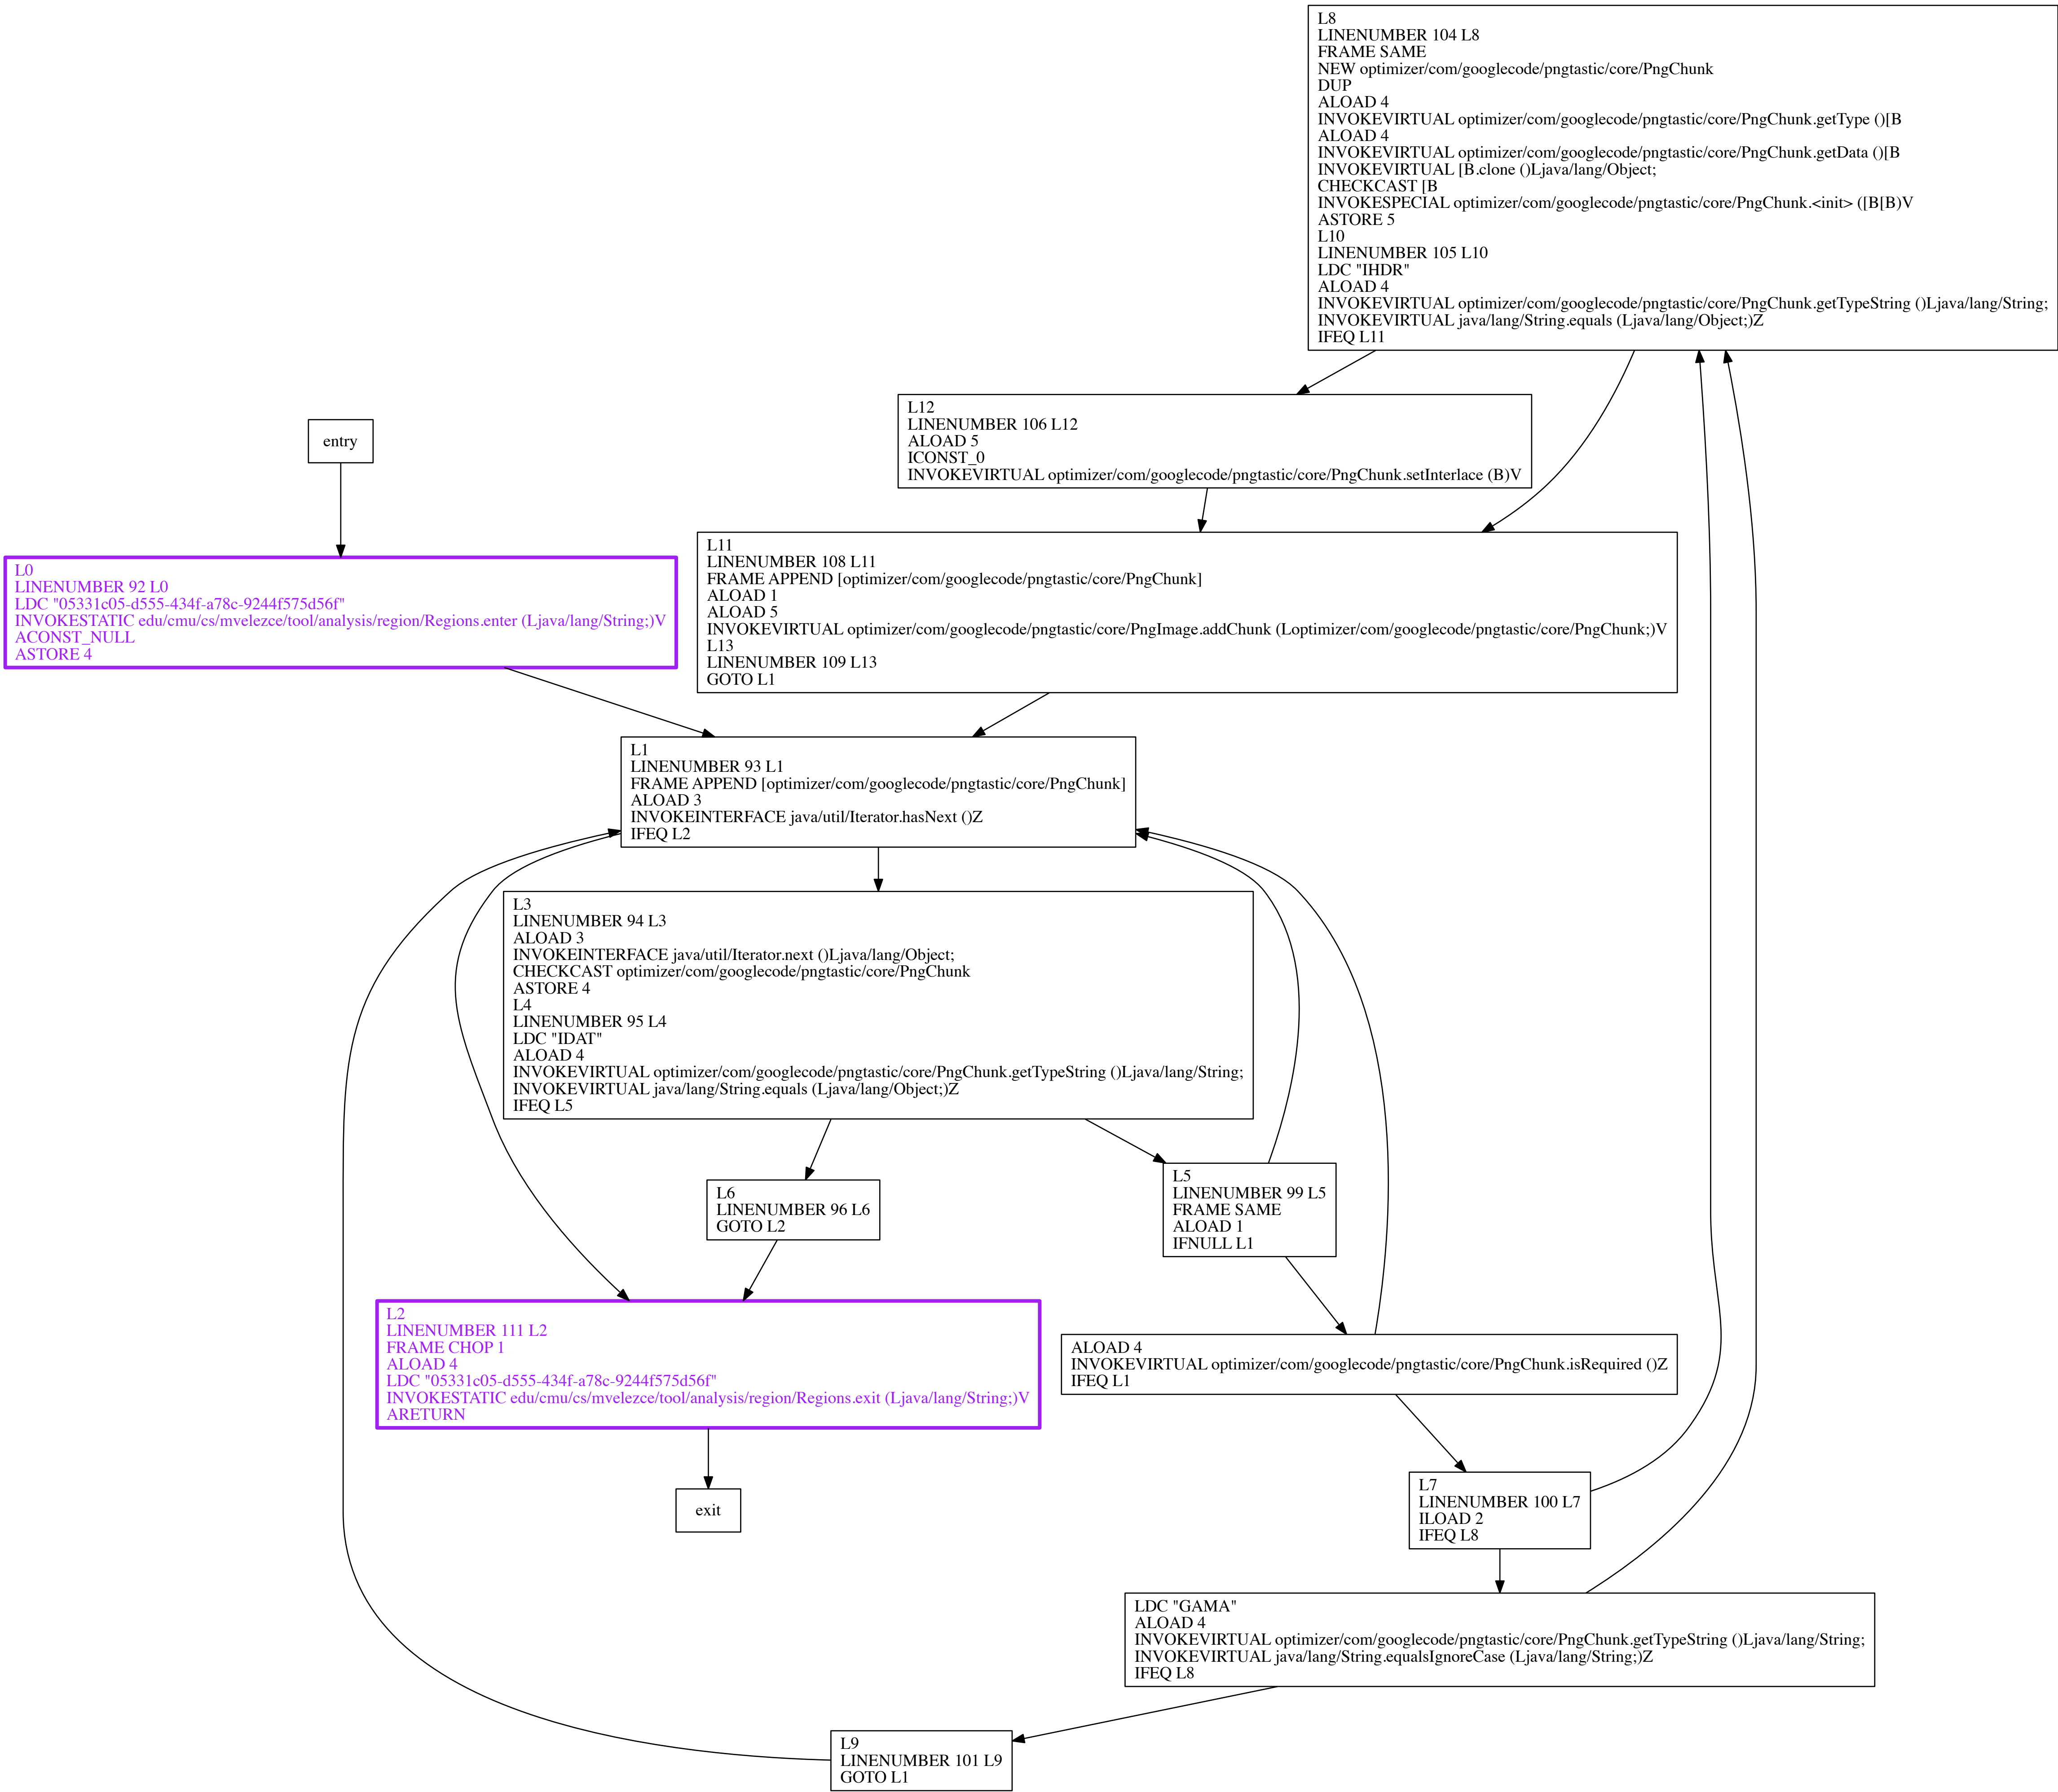 L8
LINENUMBER 104 L8
FRAME SAME
NEW optimizer/com/googlecode/pngtastic/core/PngChunk
DUP
ALOAD 4
INVOKEVIRTUAL optimizer/com/googlecode/pngtastic/core/PngChunk.getType ()[B
ALOAD 4
INVOKEVIRTUAL optimizer/com/googlecode/pngtastic/core/PngChunk.getData ()[B
INVOKEVIRTUAL [B.clone ()Ljava/lang/Object;
CHECKCAST [B
INVOKESPECIAL optimizer/com/googlecode/pngtastic/core/PngChunk.<init> ([B[B)V
ASTORE 5
L10
LINENUMBER 105 L10
LDC "IHDR"
ALOAD 4
INVOKEVIRTUAL optimizer/com/googlecode/pngtastic/core/PngChunk.getTypeString ()Ljava/lang/String;
INVOKEVIRTUAL java/lang/String.equals (Ljava/lang/Object;)Z
IFEQ L11
L12
LINENUMBER 106 L12
ALOAD 5
ICONST_0
INVOKEVIRTUAL optimizer/com/googlecode/pngtastic/core/PngChunk.setInterlace (B)V
entry
L11
LINENUMBER 108 L11
FRAME APPEND [optimizer/com/googlecode/pngtastic/core/PngChunk]
ALOAD 1
ALOAD 5
INVOKEVIRTUAL optimizer/com/googlecode/pngtastic/core/PngImage.addChunk (Loptimizer/com/googlecode/pngtastic/core/PngChunk;)V
L13
LINENUMBER 109 L13
GOTO L1
L0
LINENUMBER 92 L0
LDC "05331c05-d555-434f-a78c-9244f575d56f"
INVOKESTATIC edu/cmu/cs/mvelezce/tool/analysis/region/Regions.enter (Ljava/lang/String;)V
ACONST_NULL
ASTORE 4
L1
LINENUMBER 93 L1
FRAME APPEND [optimizer/com/googlecode/pngtastic/core/PngChunk]
ALOAD 3
INVOKEINTERFACE java/util/Iterator.hasNext ()Z
IFEQ L2
L3
LINENUMBER 94 L3
ALOAD 3
INVOKEINTERFACE java/util/Iterator.next ()Ljava/lang/Object;
CHECKCAST optimizer/com/googlecode/pngtastic/core/PngChunk
ASTORE 4
L4
LINENUMBER 95 L4
LDC "IDAT"
ALOAD 4
INVOKEVIRTUAL optimizer/com/googlecode/pngtastic/core/PngChunk.getTypeString ()Ljava/lang/String;
INVOKEVIRTUAL java/lang/String.equals (Ljava/lang/Object;)Z
IFEQ L5
L6
LINENUMBER 96 L6
GOTO L2
L5
LINENUMBER 99 L5
FRAME SAME
ALOAD 1
IFNULL L1
L2
LINENUMBER 111 L2
FRAME CHOP 1
ALOAD 4
LDC "05331c05-d555-434f-a78c-9244f575d56f"
INVOKESTATIC edu/cmu/cs/mvelezce/tool/analysis/region/Regions.exit (Ljava/lang/String;)V
ARETURN
ALOAD 4
INVOKEVIRTUAL optimizer/com/googlecode/pngtastic/core/PngChunk.isRequired ()Z
IFEQ L1
exit
L7
LINENUMBER 100 L7
ILOAD 2
IFEQ L8
LDC "GAMA"
ALOAD 4
INVOKEVIRTUAL optimizer/com/googlecode/pngtastic/core/PngChunk.getTypeString ()Ljava/lang/String;
INVOKEVIRTUAL java/lang/String.equalsIgnoreCase (Ljava/lang/String;)Z
IFEQ L8
L9
LINENUMBER 101 L9
GOTO L1